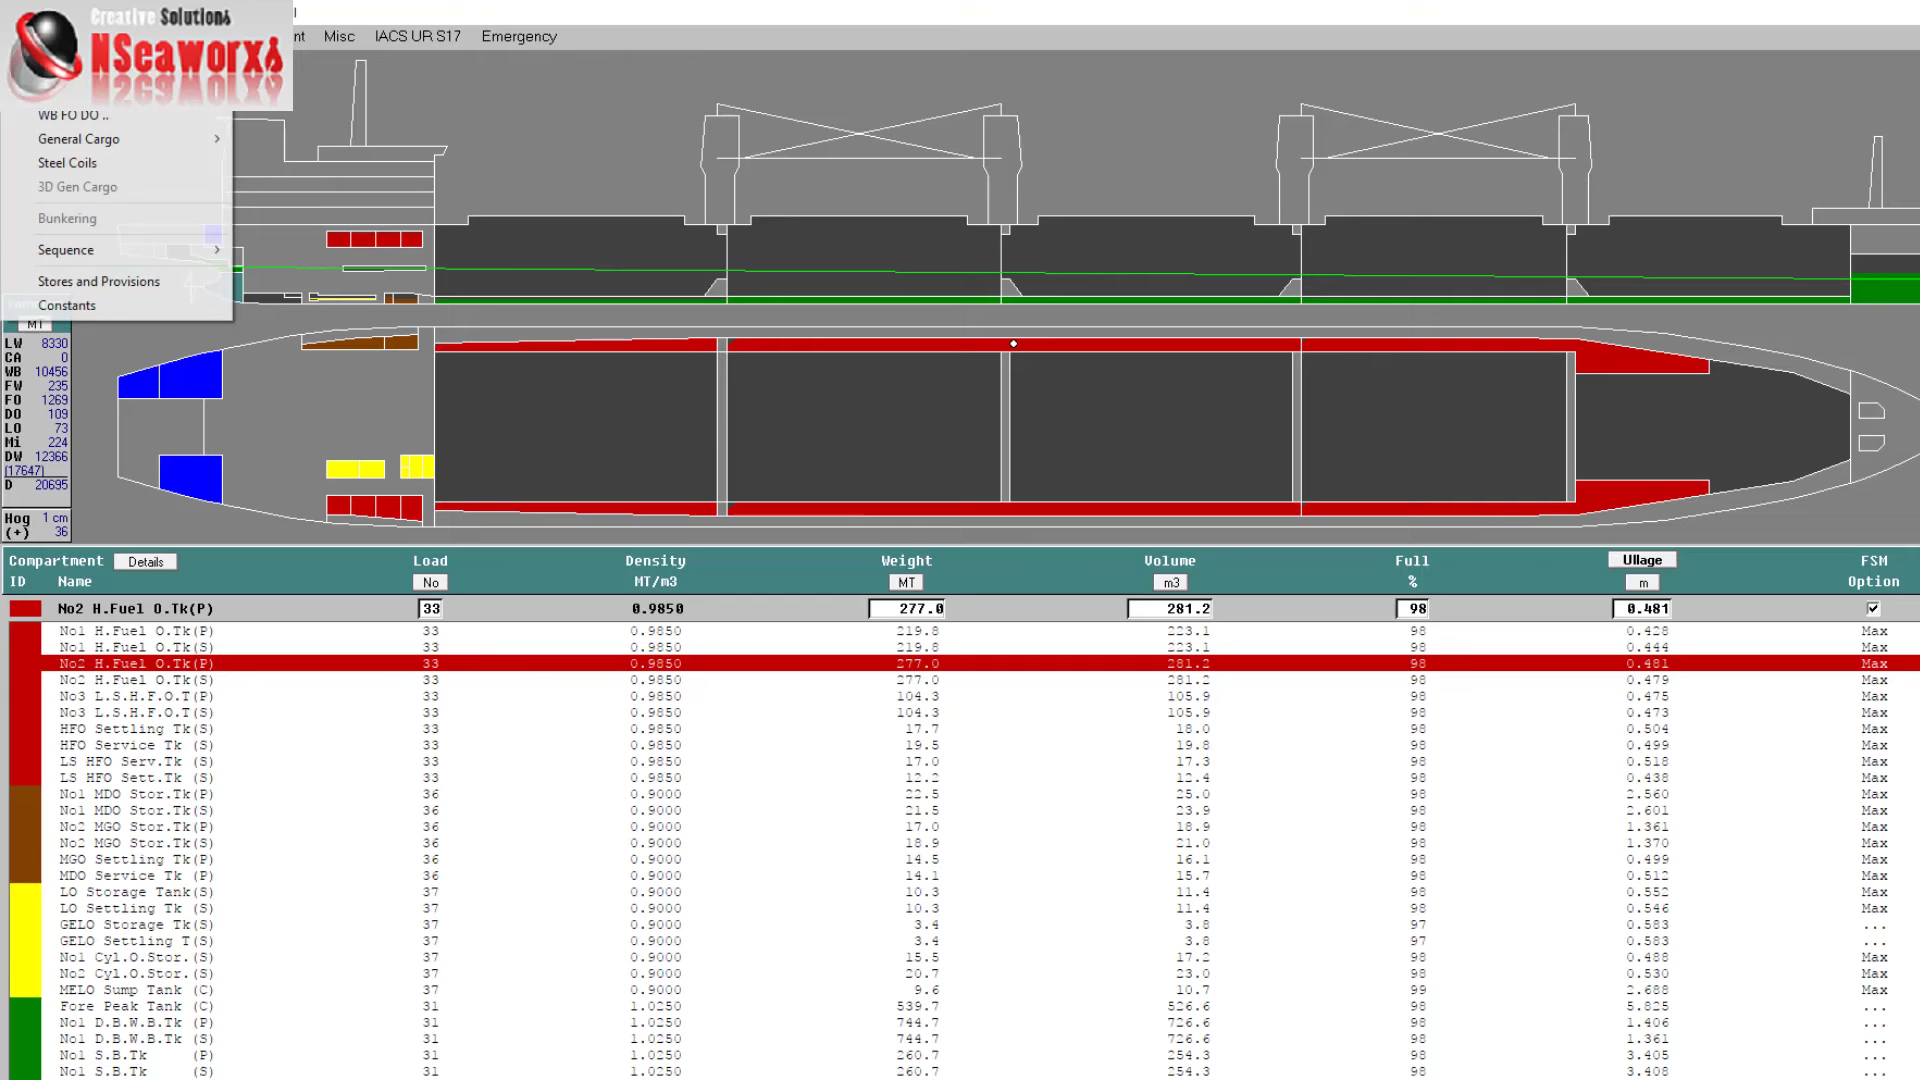 Creative Solutions
NSeaworx
Misc IACS UR S17 Emergency
WB FO DO ..
General Cargo
Steel Coils
3D Gen Cargo
Bunkering
Sequence
Stores and Provisions
Constants
MT
LW 8330
CA 0
WB 10456
FW 235
FO 1269
DO 109
LO 73
Mi 224
DW 12366
(17647)
D 20695
Hog 1 cm
(+) 36
Compartment Details Load Density Weight Volume Full Ullage FSM
ID Name No MT/m3 MT m3 % m Option
No2 H.Fuel O.Tk(P) 33 0.9850 277.0 281.2 98 0.481
No1 H.Fuel O.Tk(P) 33 0.9850 219.8 223.1 98 0.428 Max
No1 H.Fuel O.Tk(S) 33 0.9850 219.8 223.1 98 0.444 Max
No2 H.Fuel O.Tk(P) 33 0.9850 277.0 281.2 98 0.481 Max
No2 H.Fuel O.Tk(S) 33 0.9850 277.0 281.2 98 0.479 Max
No3 L.S.H.F.O.T(P) 33 0.9850 104.3 105.9 98 0.475 Max
No3 L.S.H.F.O.T(S) 33 0.9850 104.3 105.9 98 0.473 Max
HFO Settling Tk(S) 33 0.9850 17.7 18.0 98 0.504 Max
HFO Service Tk (S) 33 0.9850 19.5 19.8 98 0.499 Max
LS HFO Serv.Tk (S) 33 0.9850 17.0 17.3 98 0.518 Max
LS HFO Sett.Tk (S) 33 0.9850 12.2 12.4 98 0.438 Max
No1 MDO Stor.Tk(P) 36 0.9000 22.5 25.0 98 2.560 Max
No1 MDO Stor.Tk(S) 36 0.9000 21.5 23.9 98 2.601 Max
No2 MGO Stor.Tk(P) 36 0.9000 17.0 18.9 98 1.361 Max
No2 MGO Stor.Tk(S) 36 0.9000 18.9 21.0 98 1.370 Max
MGO Settling Tk(P) 36 0.9000 14.5 16.1 98 0.499 Max
MDO Service Tk (P) 36 0.9000 14.1 15.7 98 0.512 Max
LO Storage Tank(S) 37 0.9000 10.3 11.4 98 0.552 Max
LO Settling Tk (S) 37 0.9000 10.3 11.4 98 0.546 Max
GELO Storage Tk(S) 37 0.9000 3.4 3.8 97 0.583 ...
GELO Settling T(S) 37 0.9000 3.4 3.8 97 0.583 ...
No1 Cyl.O.Stor.(S) 37 0.9000 15.5 17.2 98 0.488 Max
No2 Cyl.O.Stor.(S) 37 0.9000 20.7 23.0 98 0.530 Max
MELO Sump Tank (C) 37 0.9000 9.6 10.7 99 2.688 Max
Fore Peak Tank (C) 31 1.0250 539.7 526.6 98 5.825 ...
No1 D.B.W.B.Tk (P) 31 1.0250 744.7 726.6 98 1.406 ...
No1 D.B.W.B.Tk (S) 31 1.0250 744.7 726.6 98 1.361 ...
No1 S.B.Tk (P) 31 1.0250 260.7 254.3 98 3.405 ...
No1 S.B.Tk (S) 31 1.0250 260.7 254.3 98 3.408 ...